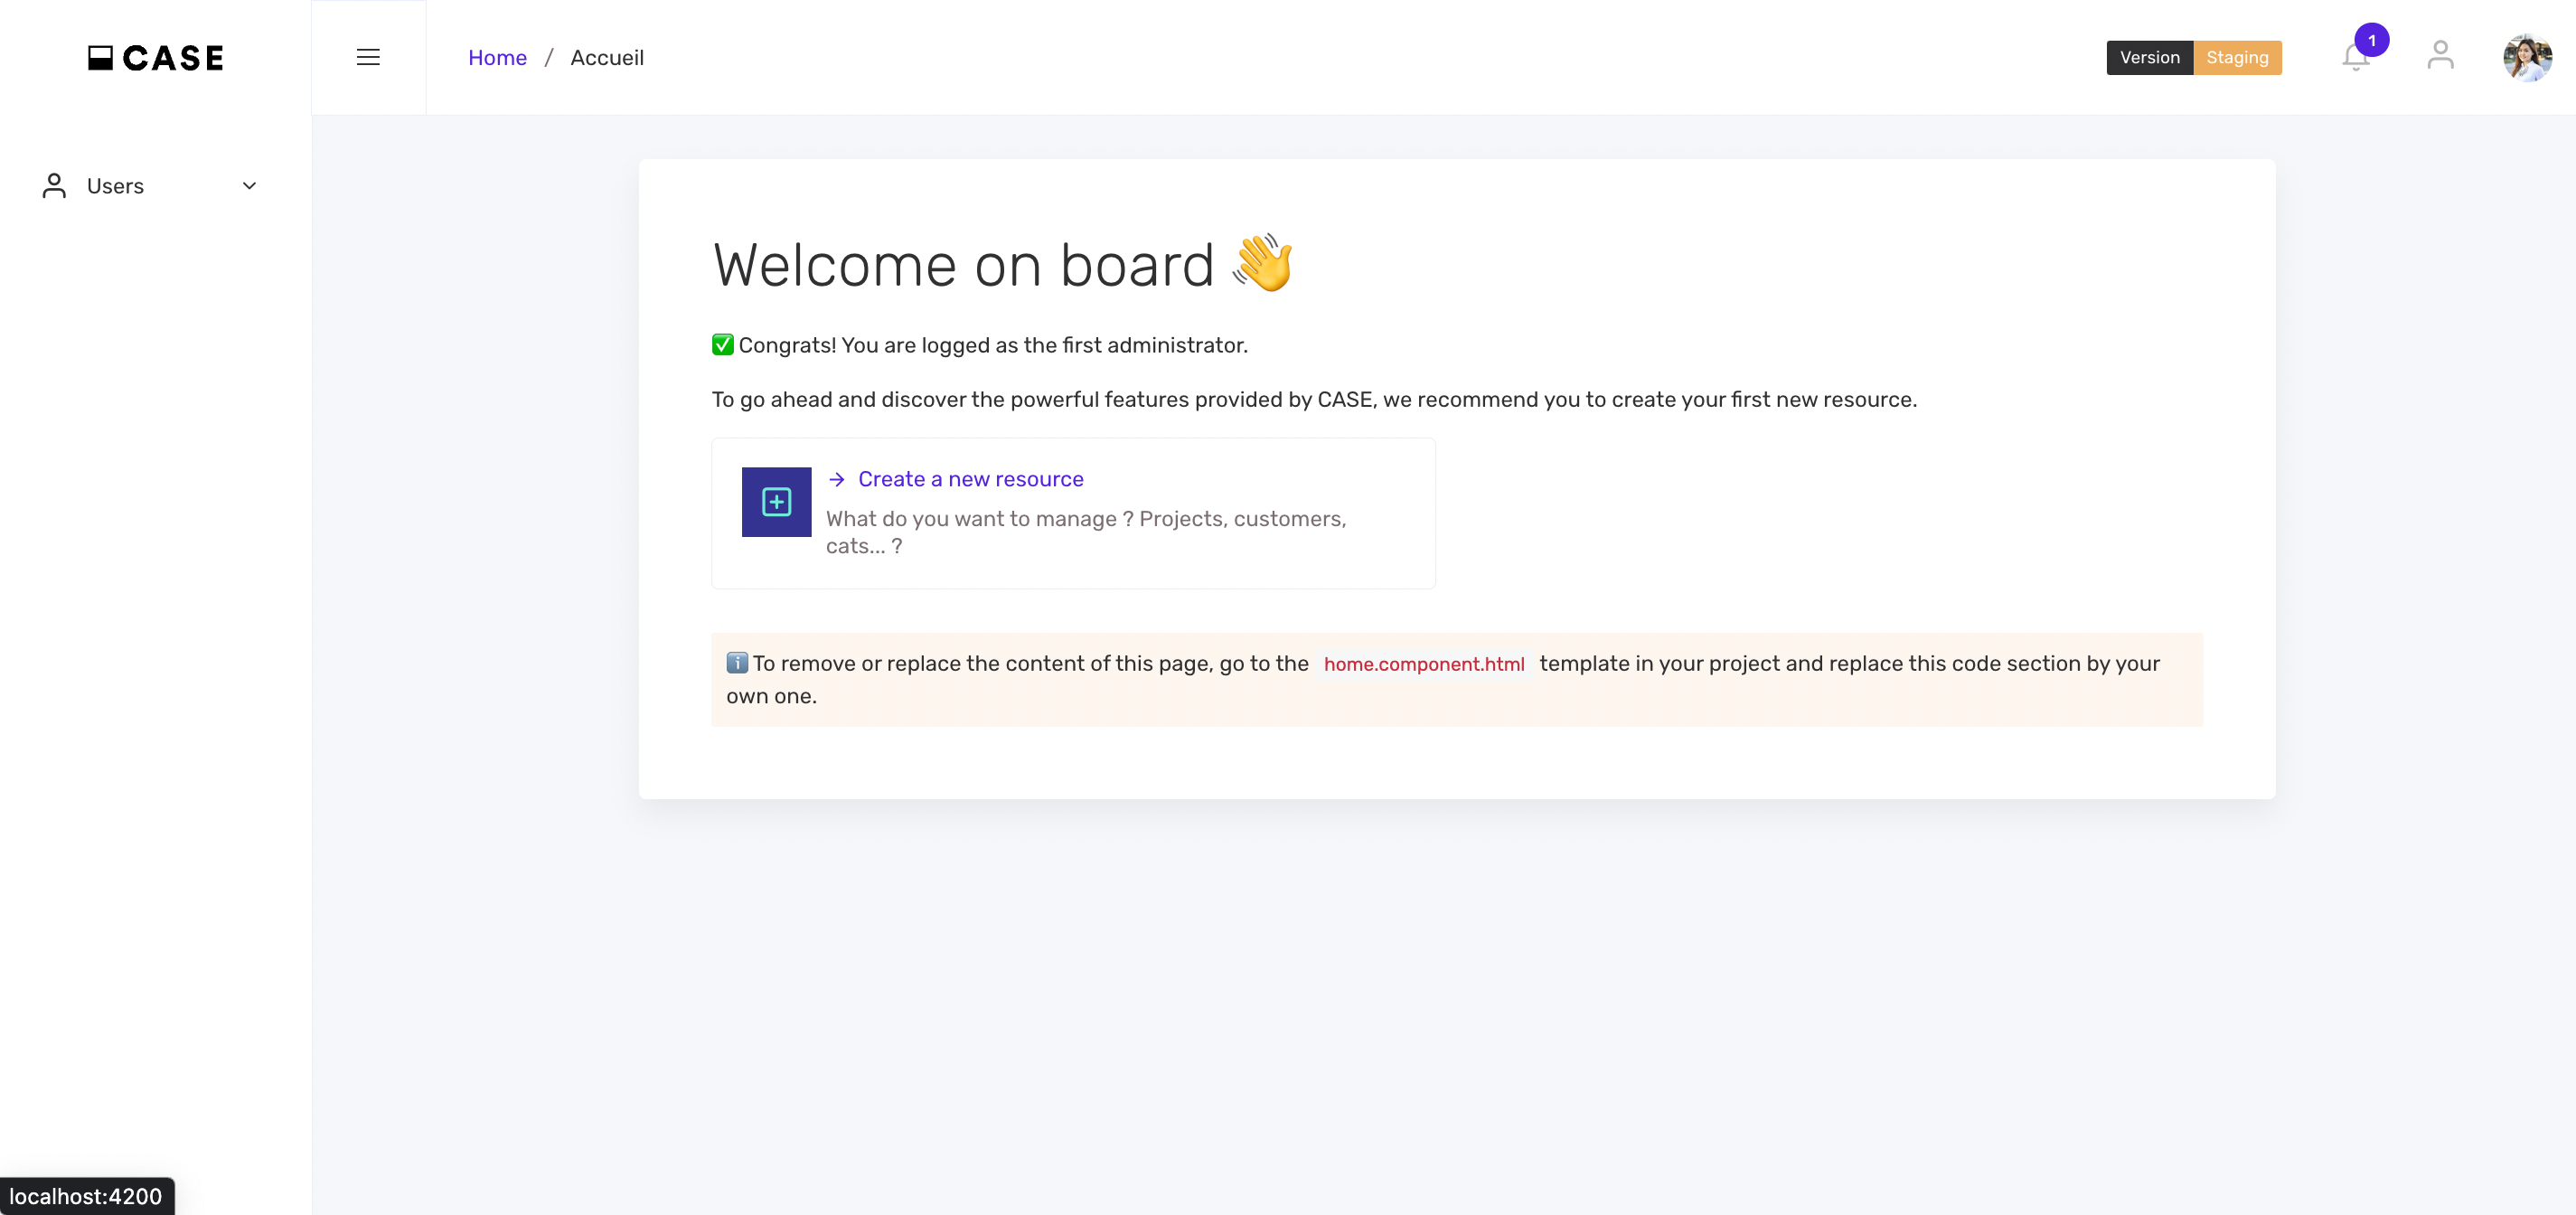 CASE
Home / Accueil
Version Staging
1
Users
Welcome on board 👋
✅ Congrats! You are logged as the first administrator.
To go ahead and discover the powerful features provided by CASE, we recommend you to create your first new resource.
→ Create a new resource
What do you want to manage ? Projects, customers,
cats... ?
ℹ️ To remove or replace the content of this page, go to the home.component.html template in your project and replace this code section by your
own one.
localhost:4200